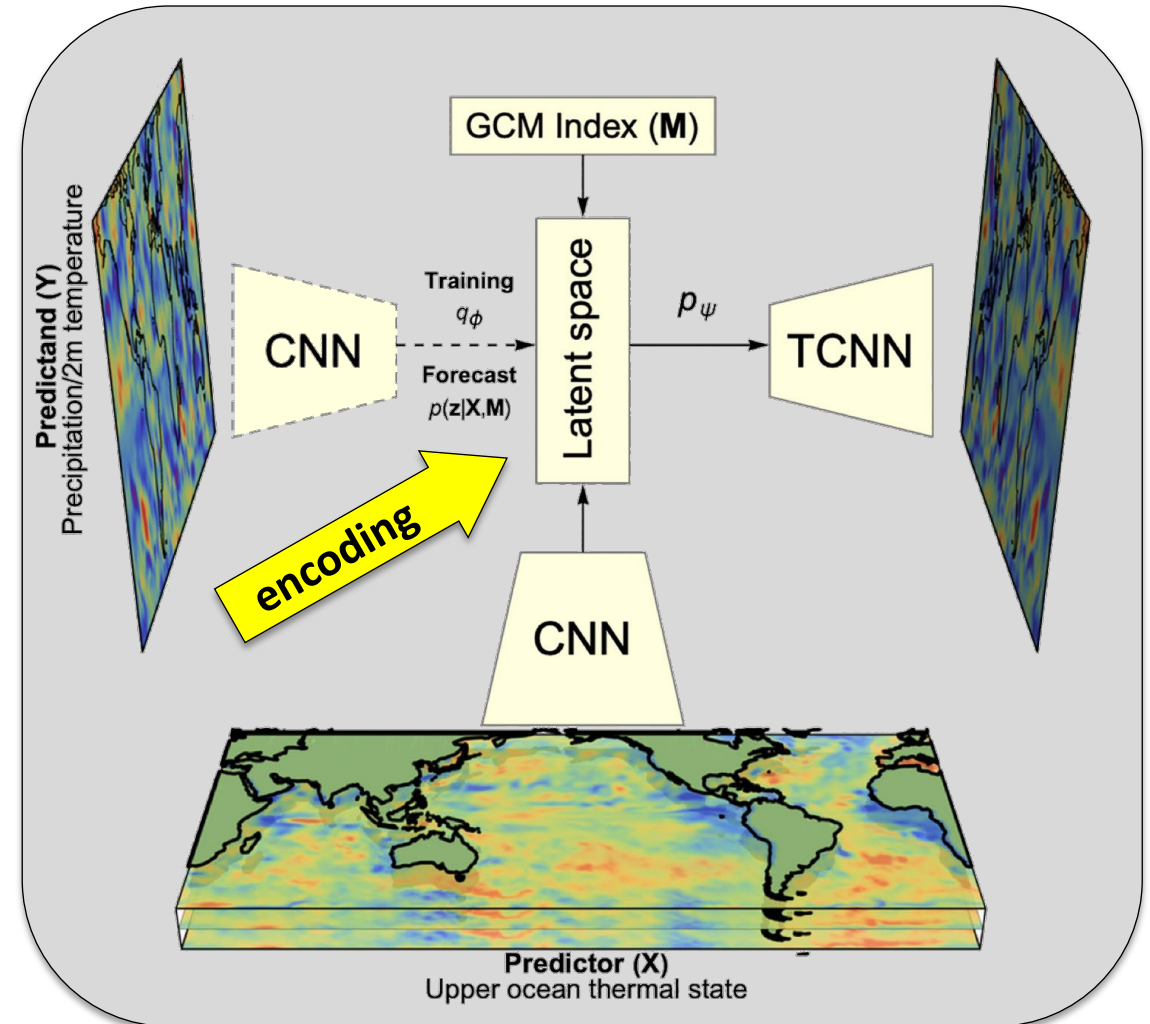 GCM Index (M)
Predictand (Y)
Precipitation/2m temperature
CNN
Training
qϕ
Forecast
p(z|X,M)
Latent space
pψ
TCNN
encoding
CNN
Predictor (X)
Upper ocean thermal state